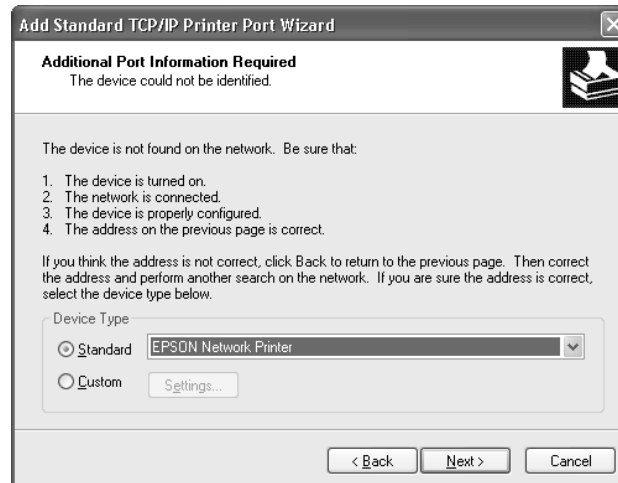 Add Standard TCP/IP Printer Port Wizard
Additional Port Information Required
The device could not be identified.
The device is not found on the network.  Be sure that:
1.  The device is turned on.
2.  The network is connected.
3.  The device is properly configured.
4.  The address on the previous page is correct.
If you think the address is not correct, click Back to return to the previous page.  Then correct
the address and perform another search on the network.  If you are sure the address is correct,
select the device type below.
Device Type
Standard
EPSON Network Printer
Custom
Settings...
< Back
Next >
Cancel